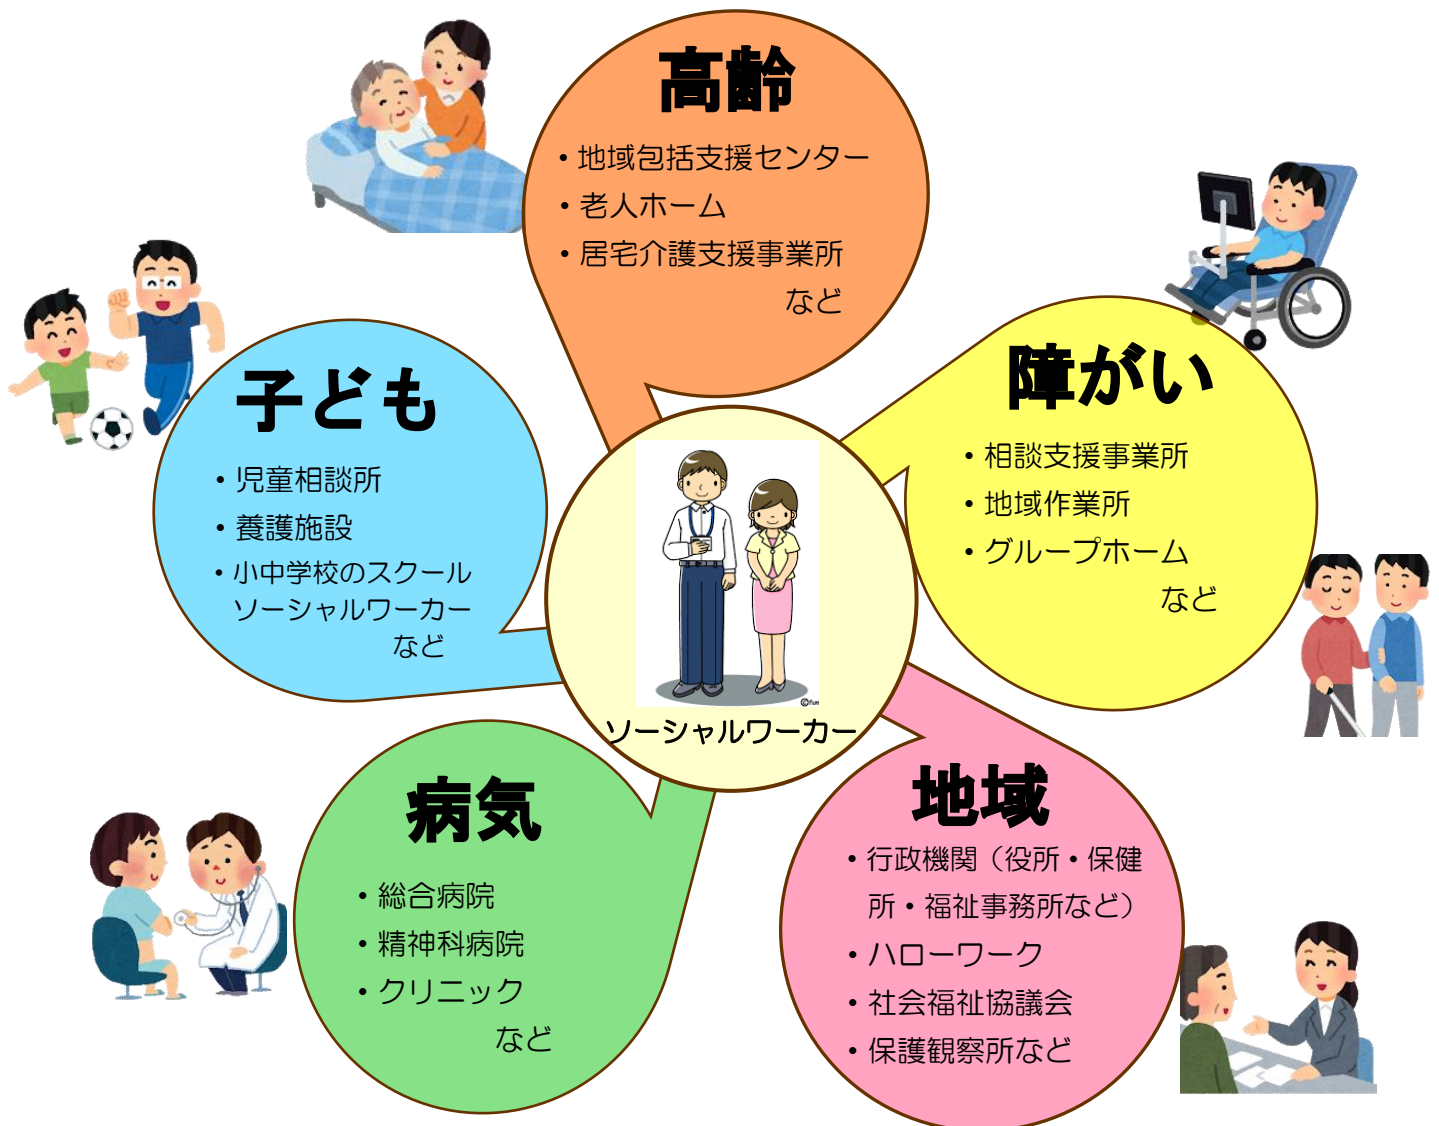 高齢
・地域包括支援センター
・老人ホーム
・居宅介護支援事業所
など
障がい
・相談支援事業所
・地域作業所
・グループホーム
など
子ども
・児童相談所
・養護施設
・小中学校のスクール
ソーシャルワーカー
など
©fum
ソーシャルワーカー
病気
・総合病院
・精神科病院
・クリニック
など
地域
・行政機関（役所・保健
所・福祉事務所など）
・ハローワーク
・社会福祉協議会
・保護観察所など